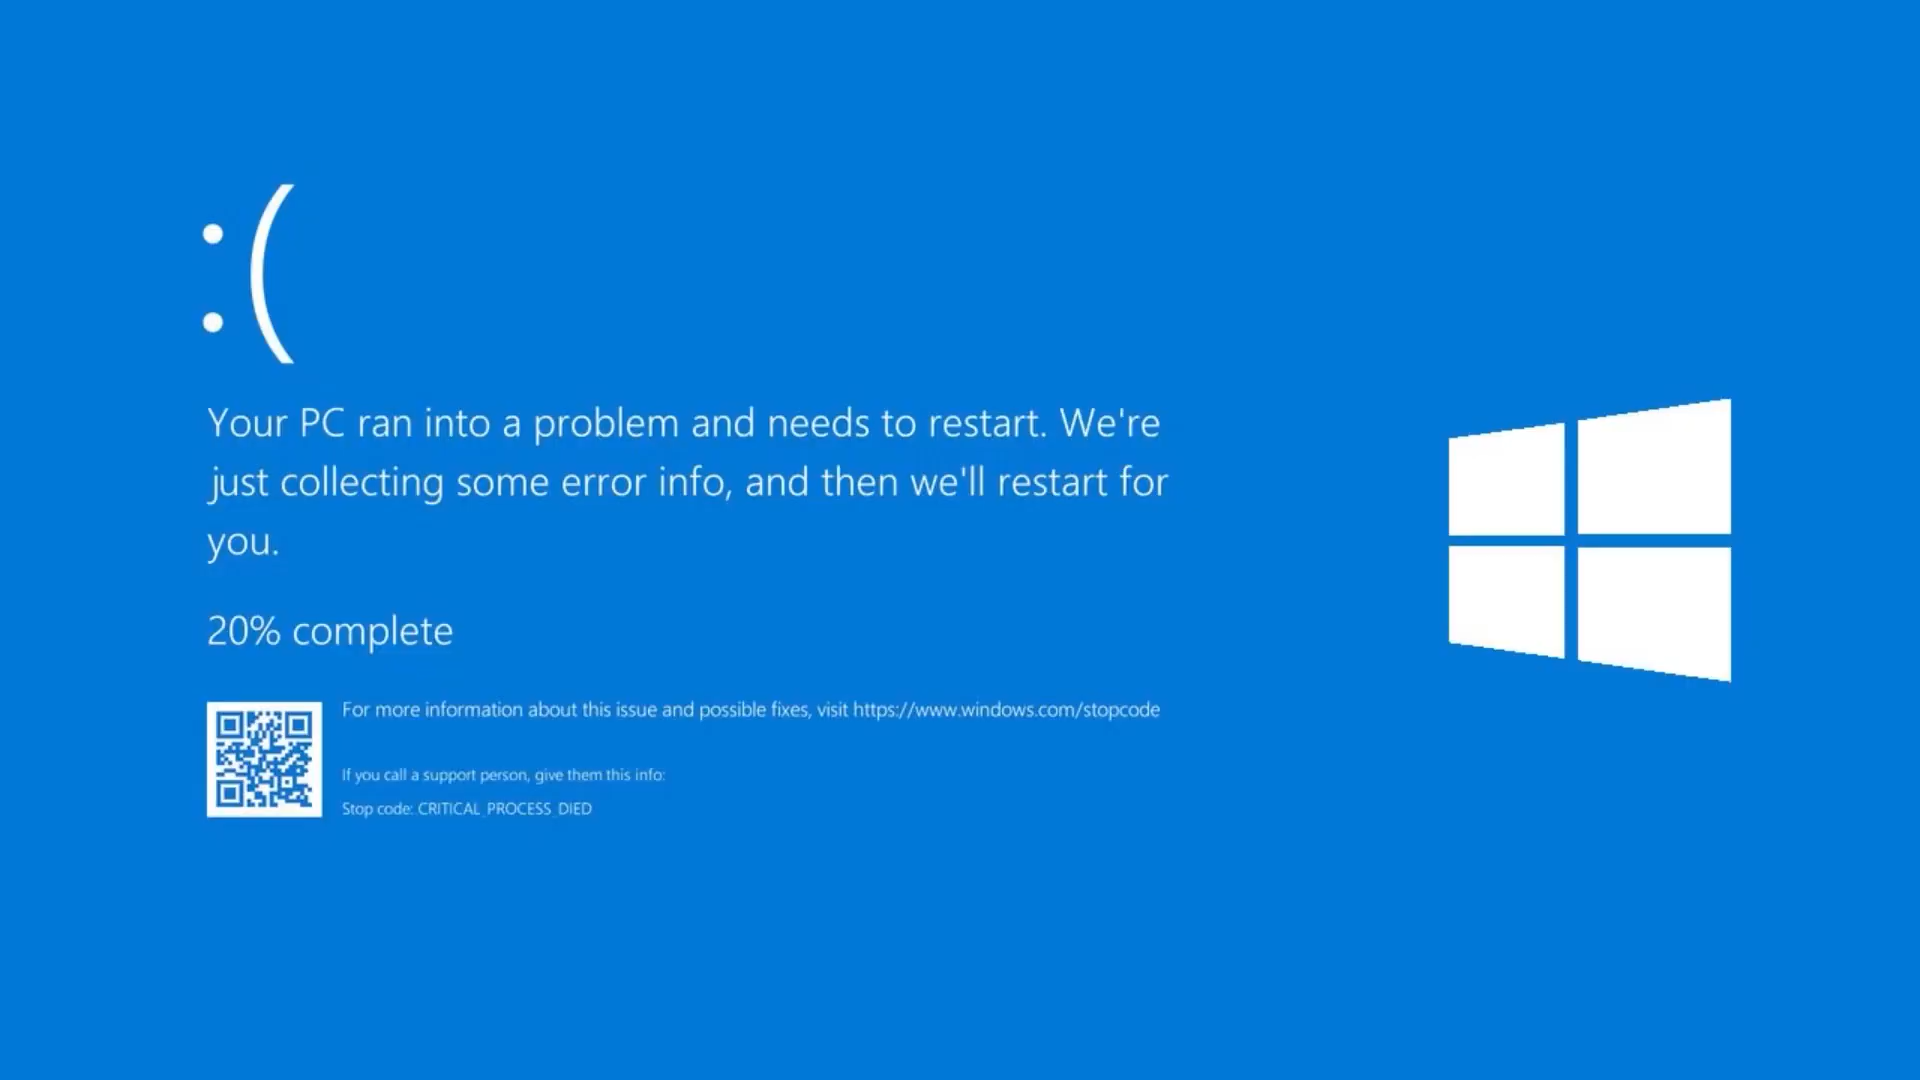 :(
Your PC ran into a problem and needs to restart. We're
just collecting some error info, and then we'll restart for
you.
20% complete
For more information about this issue and possible fixes, visit https://www.windows.com/stopcode
If you call a support person, give them this info:
Stop code: CRITICAL_PROCESS_DIED